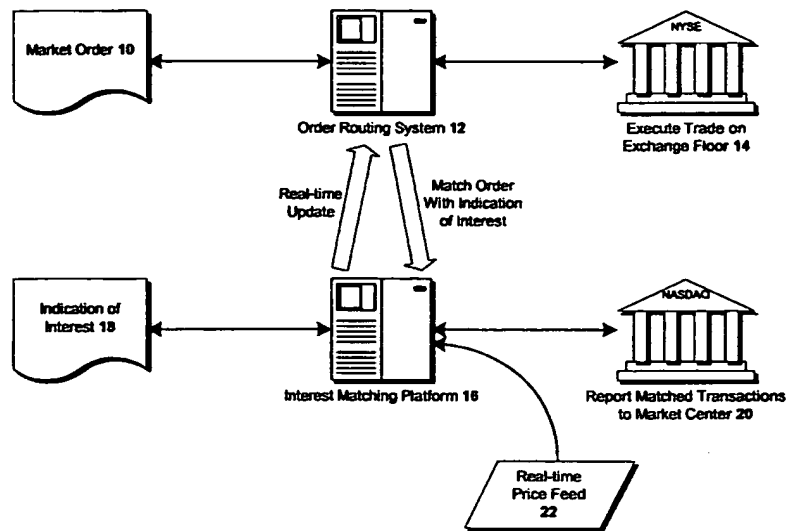 Market Order 10
NYSE
Order Routing System 12
Execute Trade on
Exchange Floor 14
Real-time
Update
Match Order
With Indication
of Interest
Indication of
Interest 18
NASDAQ
Interest Matching Platform 16
Report Matched Transactions
to Market Center 20
Real-time
Price Feed
22